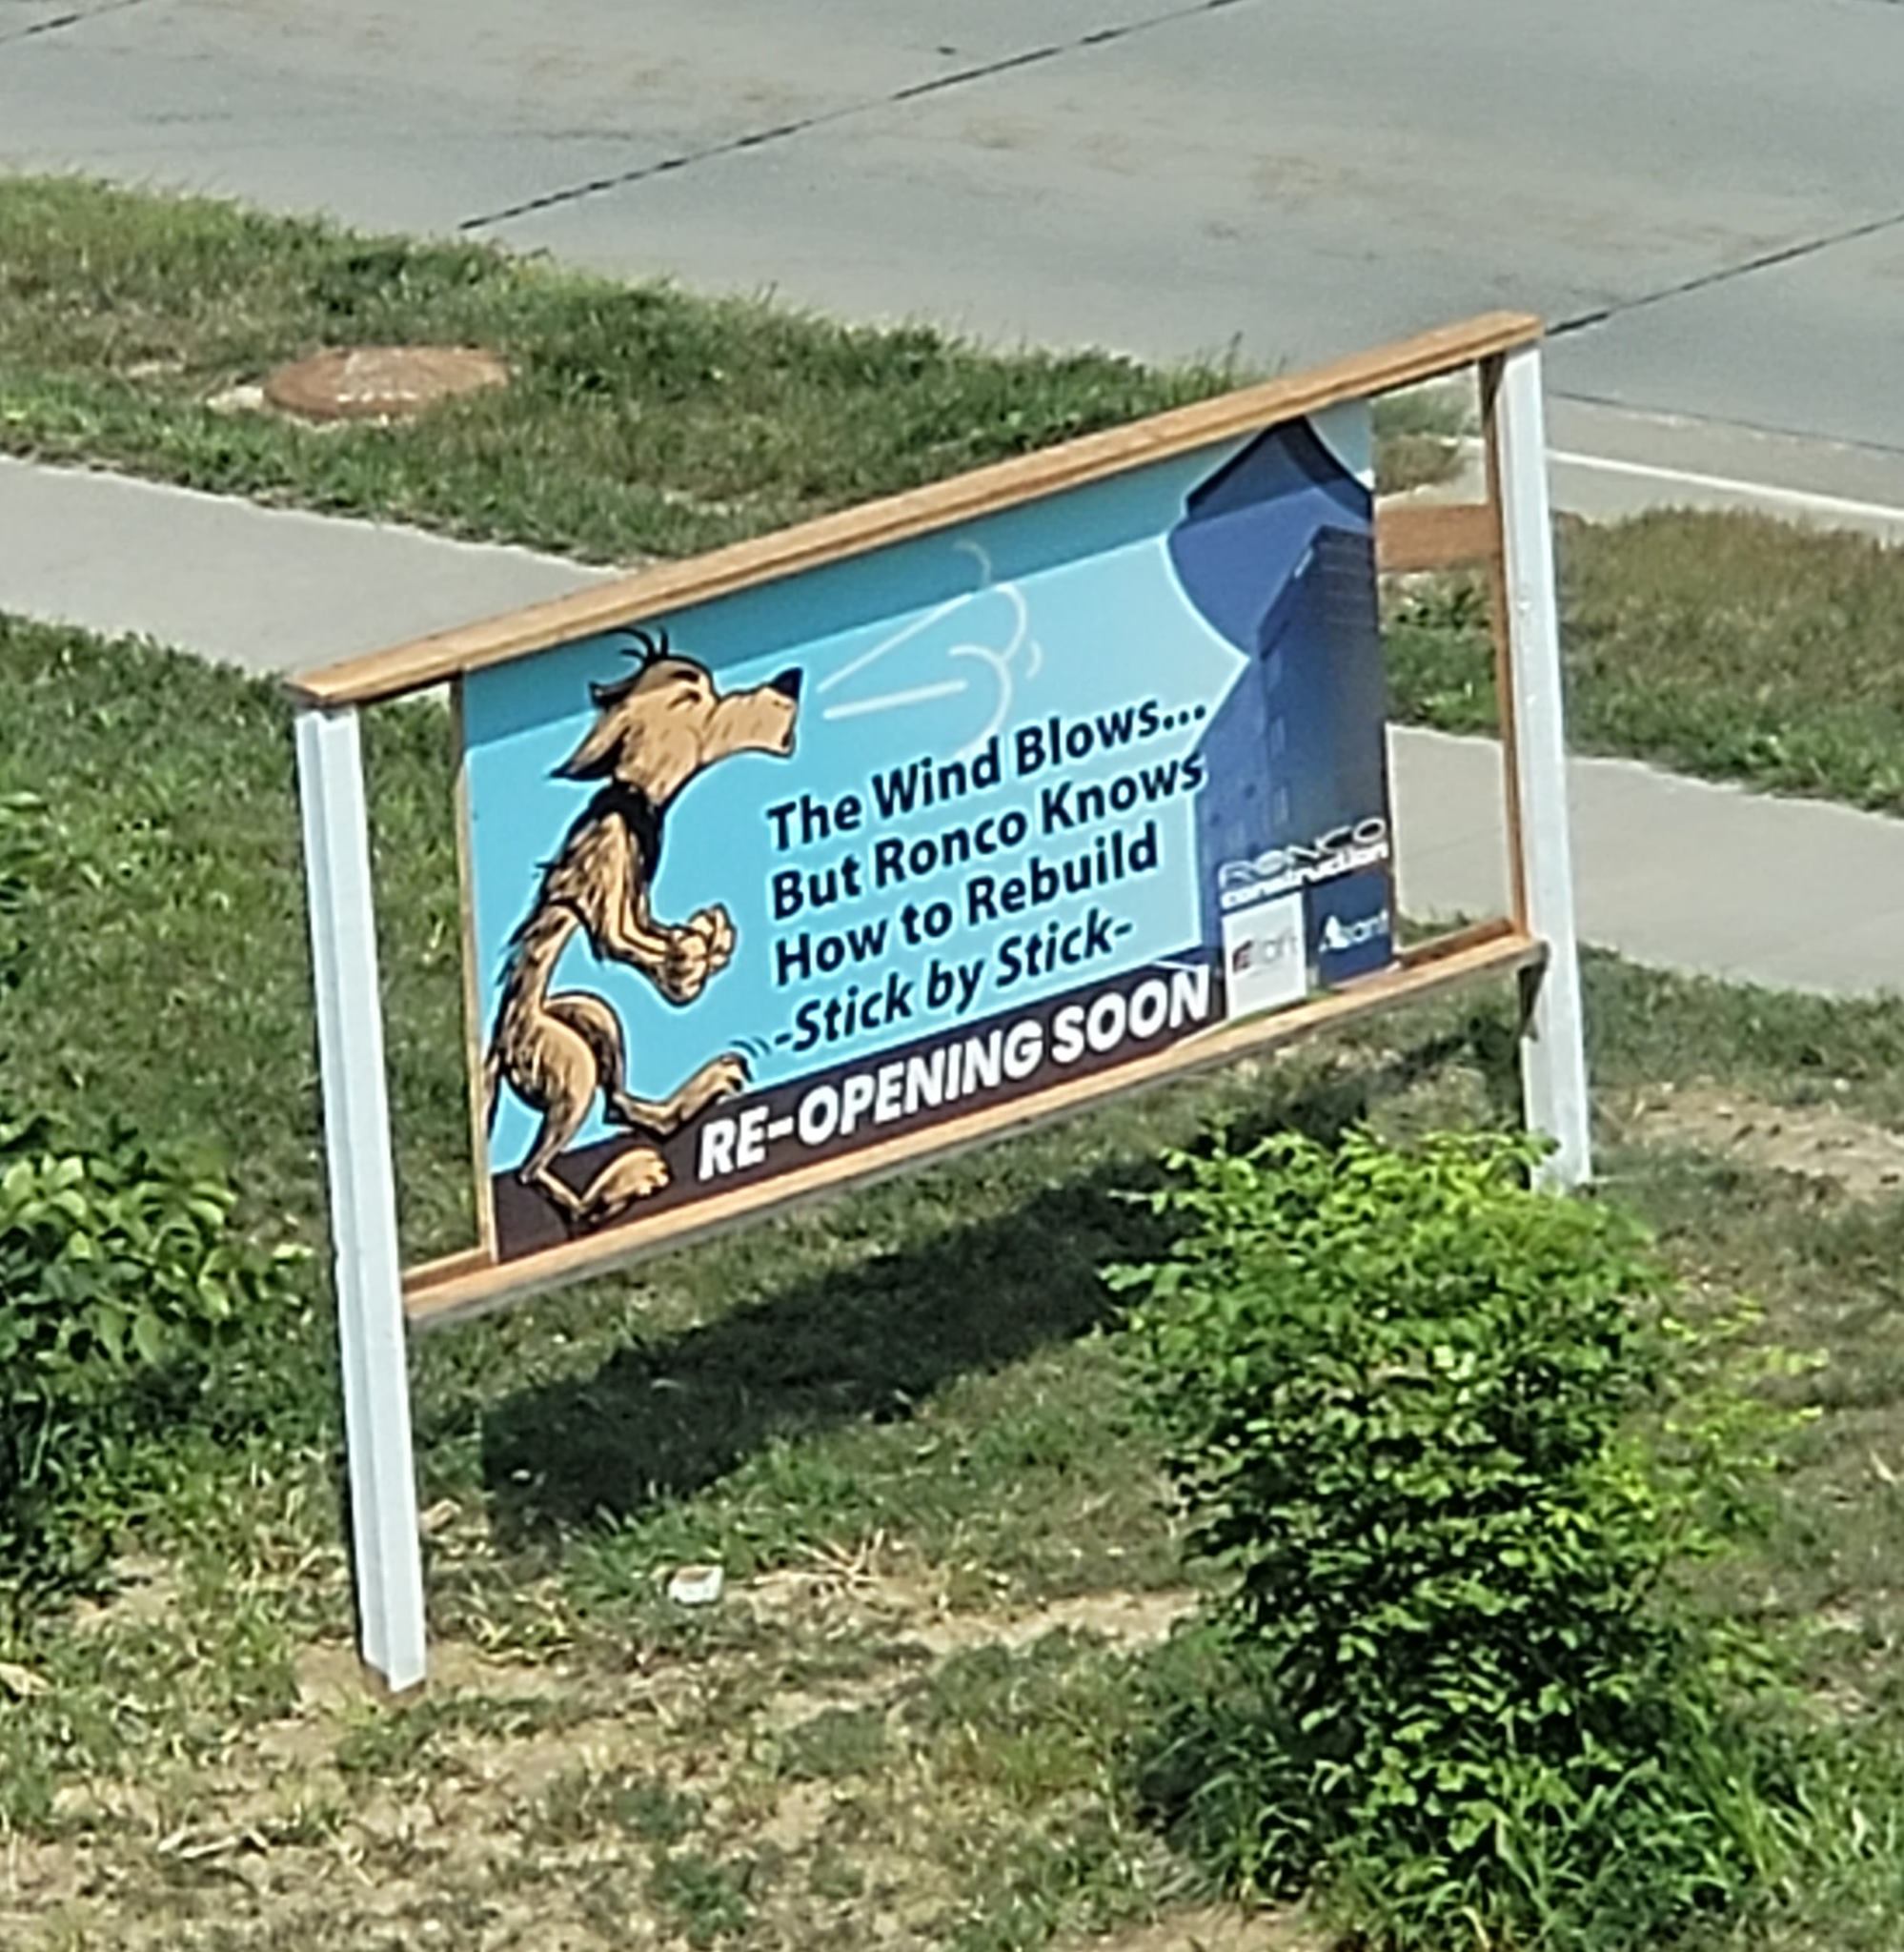 The Wind Blows...
But Ronco Knows
How to Rebuild
-Stick by Stick-
RE-OPENING SOON
RONCO
construction